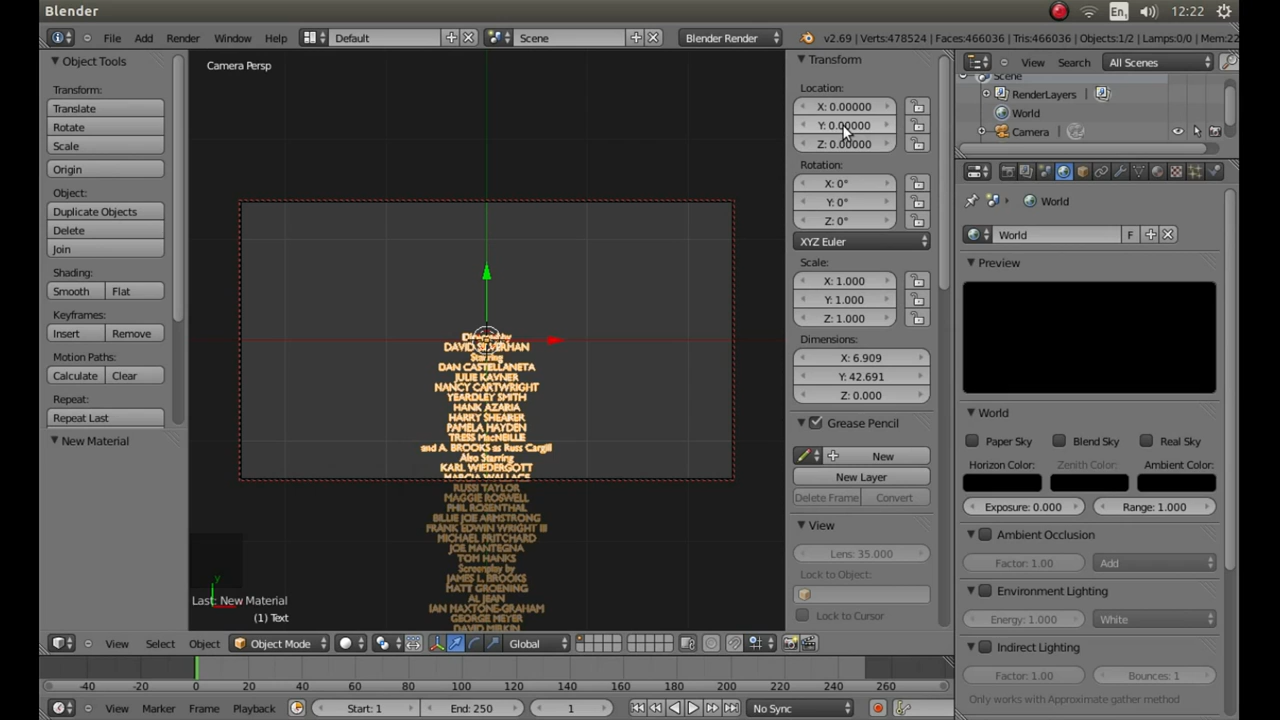 Blender
En1
12:22
File Add Render Window Help
Default
Scene
Blender Render
v2.69 | Verts:478524 | Faces:466036 | Tris:466036 | Objects:1/2 | Lamps:0/0 | Mem:22
Object Tools
Transform:
Translate
Rotate
Scale
Origin
Object:
Duplicate Objects
Delete
Join
Shading:
Smooth Flat
Keyframes:
Insert Remove
Motion Paths:
Calculate Clear
Repeat:
Repeat Last
New Material
Camera Persp
DAVID SILVERMAN
Starring
DAN CASTELLANETA
JULIE KAVNER
NANCY CARTWRIGHT
YEARDLEY SMITH
HANK AZARIA
HARRY SHEARER
PAMELA HAYDEN
TRESS MacNEILLE
and A. BROOKS as Russ Cargill
Also Starring
KARL WIEDERGOTT
MARCIA WALLACE
RUSSI TAYLOR
MAGGIE ROSWELL
PHIL ROSENTHAL
BILLIE JOE ARMSTRONG
FRANK EDWIN WRIGHT III
MICHAEL PRITCHARD
JOE MANTEGNA
TOM HANKS
Screenplay by
JAMES L. BROOKS
MATT GROENING
AL JEAN
IAN MAXTONE-GRAHAM
GEORGE MEYER
DAVID MIRKIN
y
Last: New Material
(1) Text
View Select Object Object Mode Global
-40 -20 0 20 40 60 80 100 120 140 160 180 200 220 240 260
View Marker Frame Playback Start: 1 End: 250 1 No Sync
Transform
Location:
X: 0.00000
Y: 0.00000
Z: 0.00000
Rotation:
X: 0°
Y: 0°
Z: 0°
XYZ Euler
Scale:
X: 1.000
Y: 1.000
Z: 1.000
Dimensions:
X: 6.909
Y: 42.691
Z: 0.000
Grease Pencil
New
New Layer
Delete Frame Convert
View
Lens: 35.000
Lock to Object:
Lock to Cursor
View Search All Scenes
Scene
RenderLayers
World
Camera
World
World F
Preview
World
Paper Sky Blend Sky Real Sky
Horizon Color: Zenith Color: Ambient Color:
Exposure: 0.000 Range: 1.000
Ambient Occlusion
Factor: 1.00 Add
Environment Lighting
Energy: 1.000 White
Indirect Lighting
Factor: 1.00 Bounces: 1
Only works with Approximate gather method